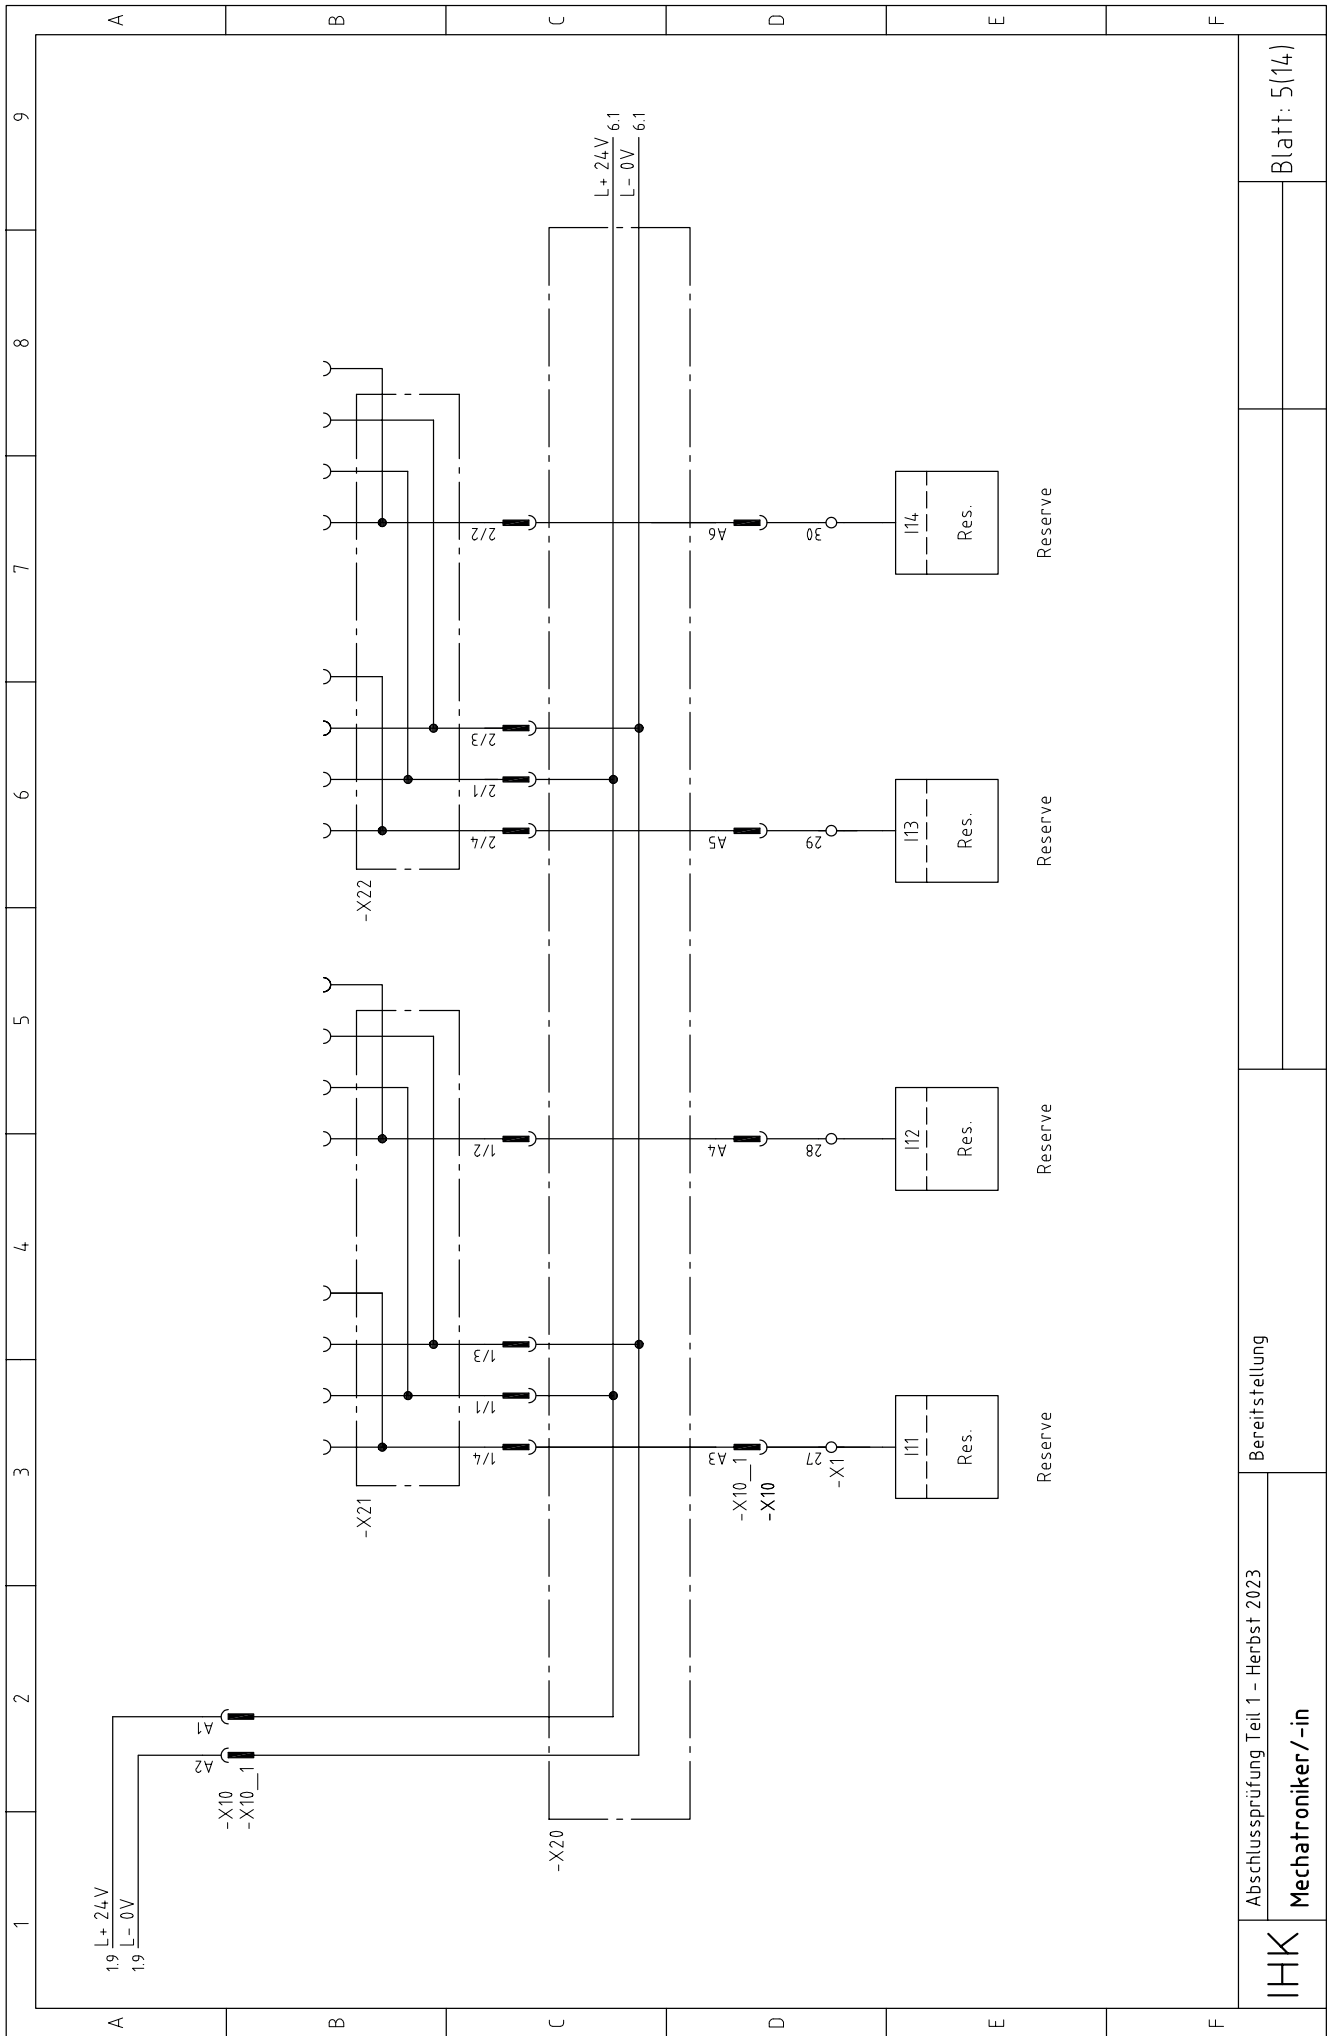 1 2 3 4 5 6 7 8 9
A A
B B
C C
D D
E E
F F
1.9 L+ 24V
1.9 L- 0V
L+ 24V 6.1
L- 0V 6.1
A2 A1
-X10
-X10__1
-X21
-X22
1/4 1/1 1/3 1/2 2/4 2/1 2/3 2/2
-X20
A3 A4 A5 A6
-X10__1
-X10
27 28 29 30
-X1
I11 I12 I13 I14
Res. Res. Res. Res.
Reserve Reserve Reserve Reserve
IHK
Abschlussprüfung Teil 1 - Herbst 2023
Mechatroniker/-in
Bereitstellung
Blatt: 5(14)